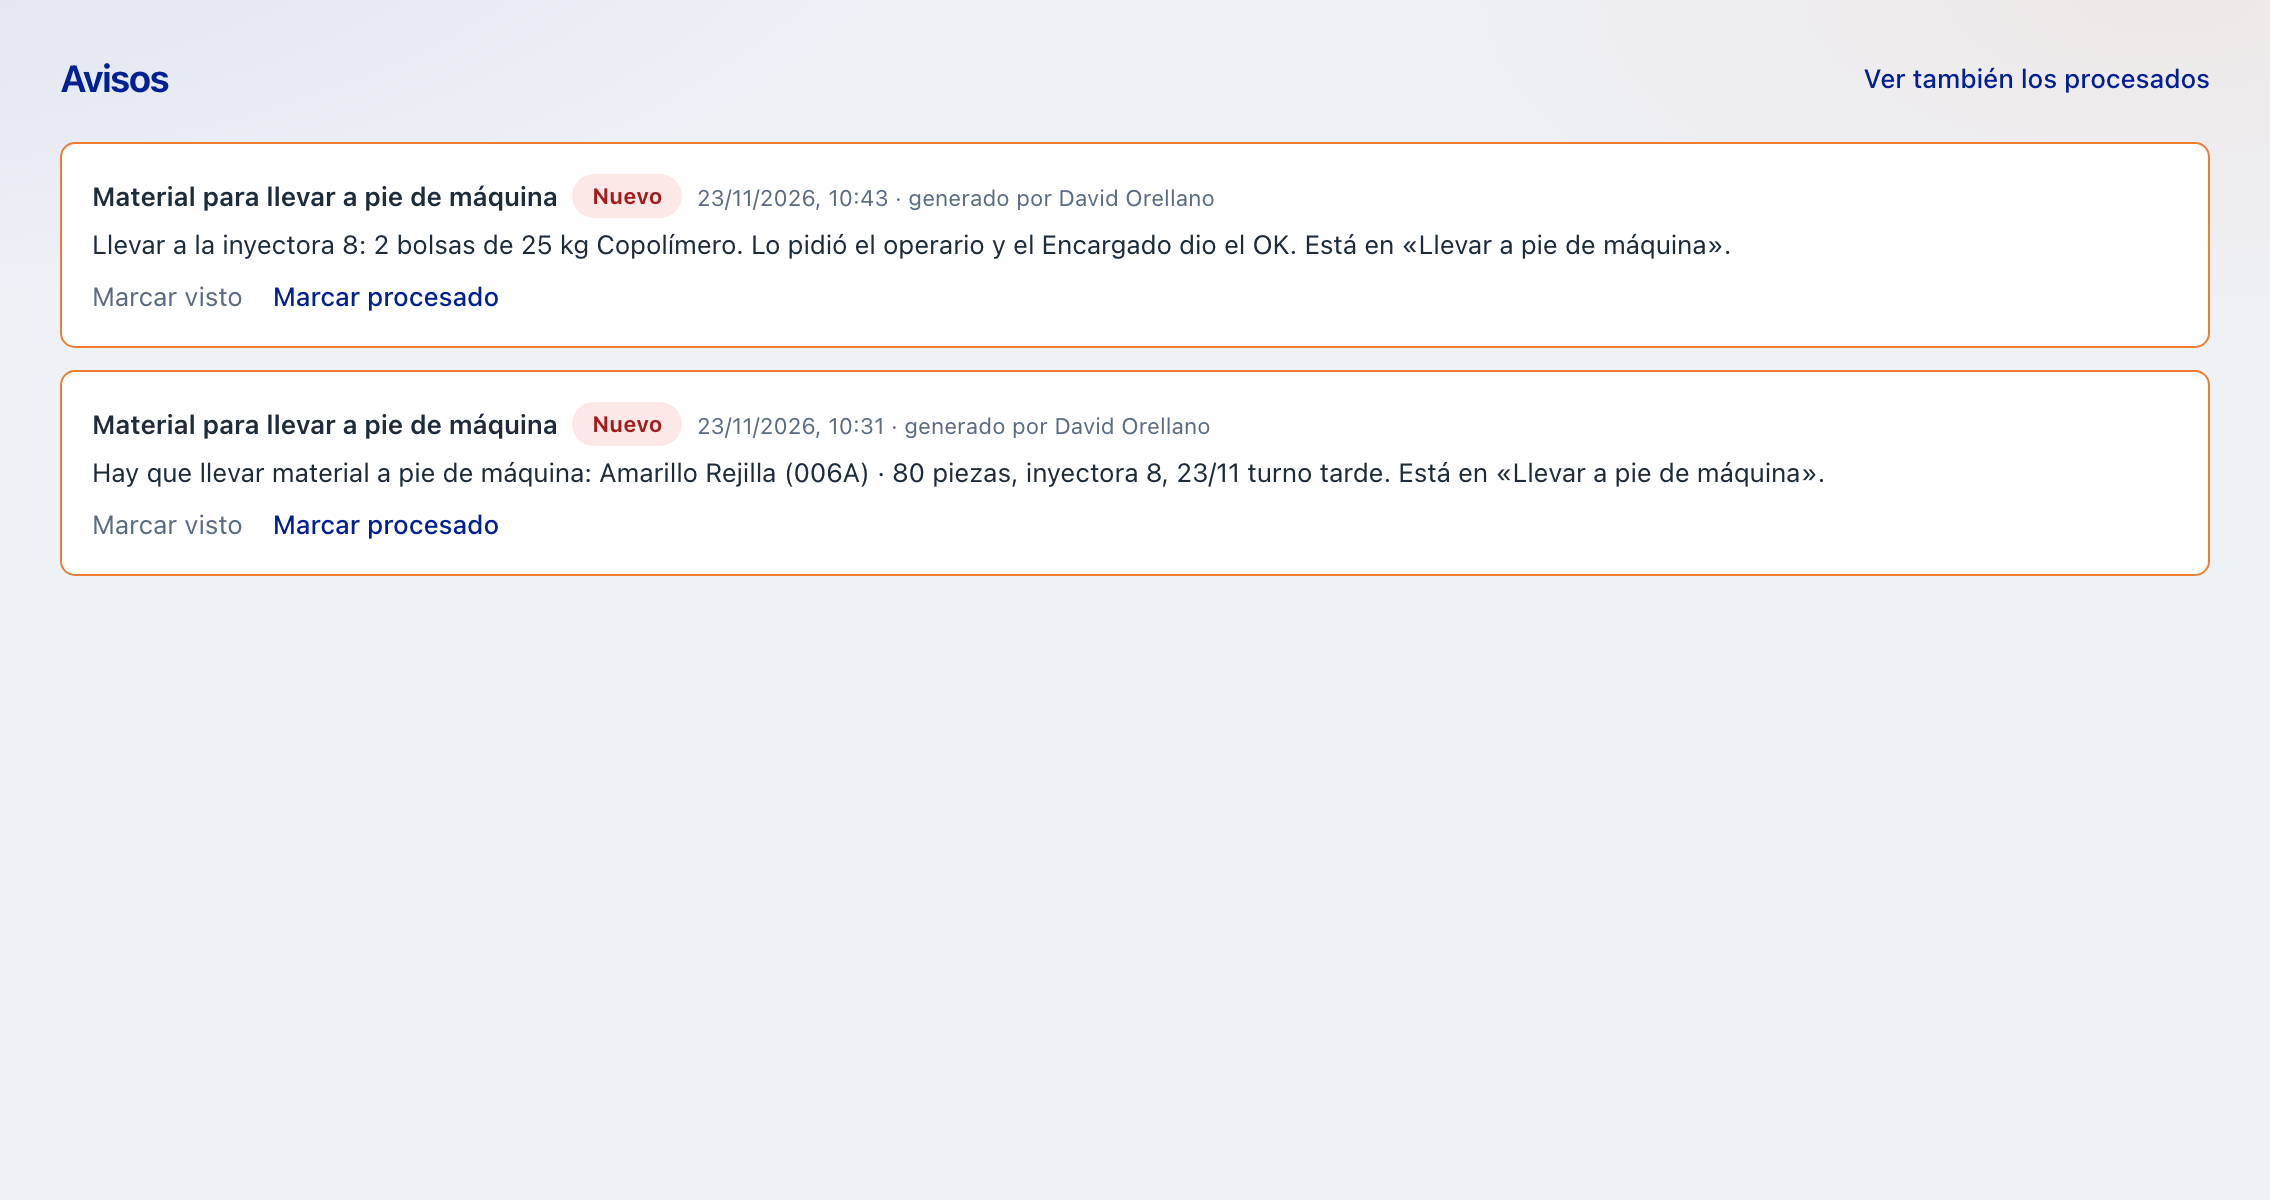 Avisos
Ver también los procesados
Material para llevar a pie de máquina Nuevo 23/11/2026, 10:43 · generado por David Orellano
Llevar a la inyectora 8: 2 bolsas de 25 kg Copolímero. Lo pidió el operario y el Encargado dio el OK. Está en «Llevar a pie de máquina».
Marcar visto Marcar procesado
Material para llevar a pie de máquina Nuevo 23/11/2026, 10:31 · generado por David Orellano
Hay que llevar material a pie de máquina: Amarillo Rejilla (006A) · 80 piezas, inyectora 8, 23/11 turno tarde. Está en «Llevar a pie de máquina».
Marcar visto Marcar procesado